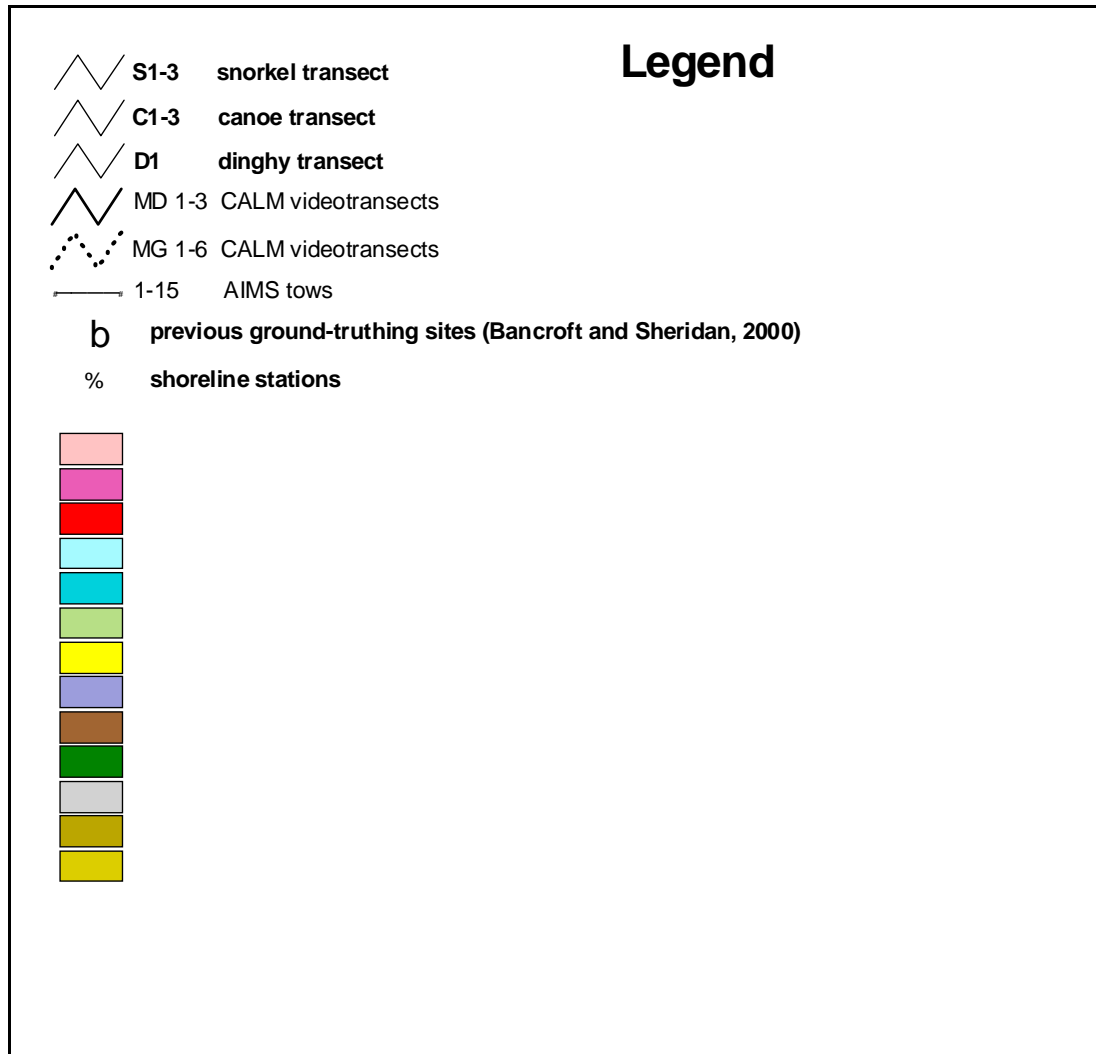 Legend
S1-3 snorkel transect
C1-3 canoe transect
D1 dinghy transect
MD 1-3 CALM videotransects
MG 1-6 CALM videotransects
1-15 AIMS tows
b previous ground-truthing sites (Bancroft and Sheridan, 2000)
% shoreline stations